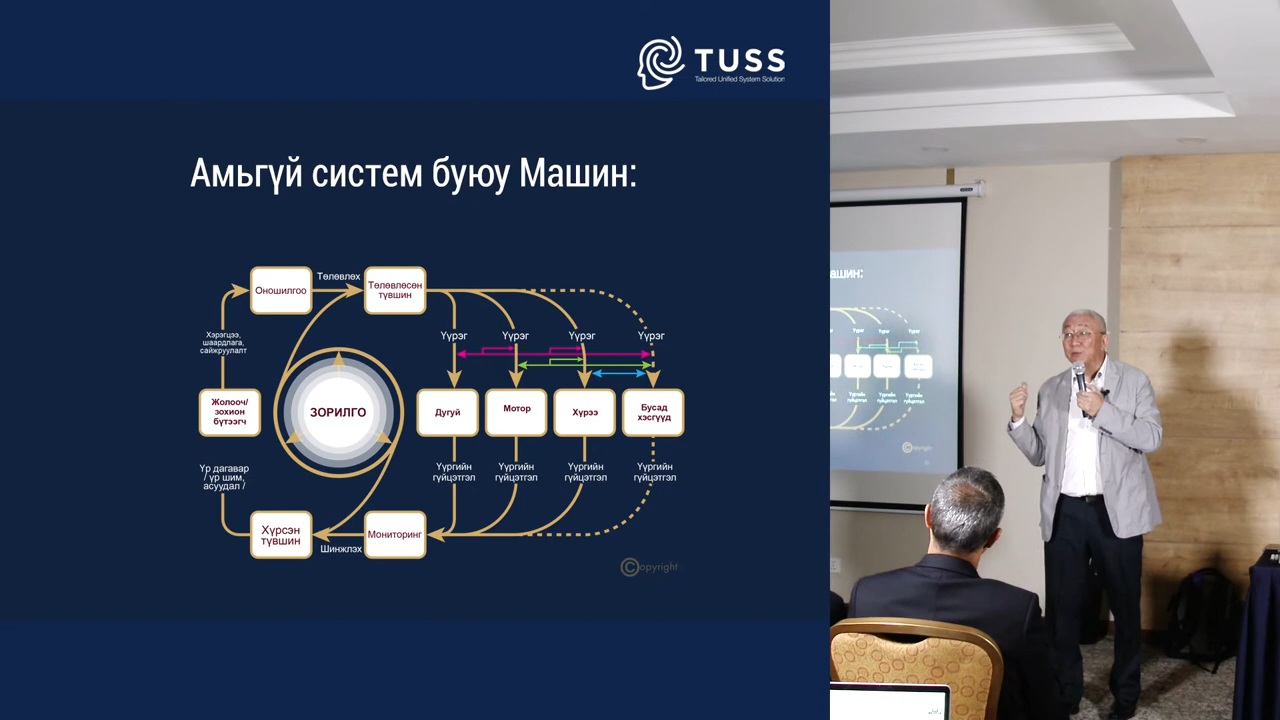 TUSS
Tailored Unified System Solution
Амьгүй систем буюу Машин:
Оношилгоо
Төлөвлөх
Төлөвлөсөн
түвшин
Хэрэгцээ,
шаардлага,
сайжруулалт
Үүрэг
Үүрэг
Үүрэг
Үүрэг
Жолооч/
зохион
бүтээгч
ЗОРИЛГО
Дугуй
Мотор
Хүрээ
Бусад
хэсгүүд
Үр дагавар
/ үр шим,
асуудал /
Үүргийн
гүйцэтгэл
Үүргийн
гүйцэтгэл
Үүргийн
гүйцэтгэл
Үүргийн
гүйцэтгэл
Хүрсэн
түвшин
Шинжлэх
Мониторинг
Copyright
ашин: